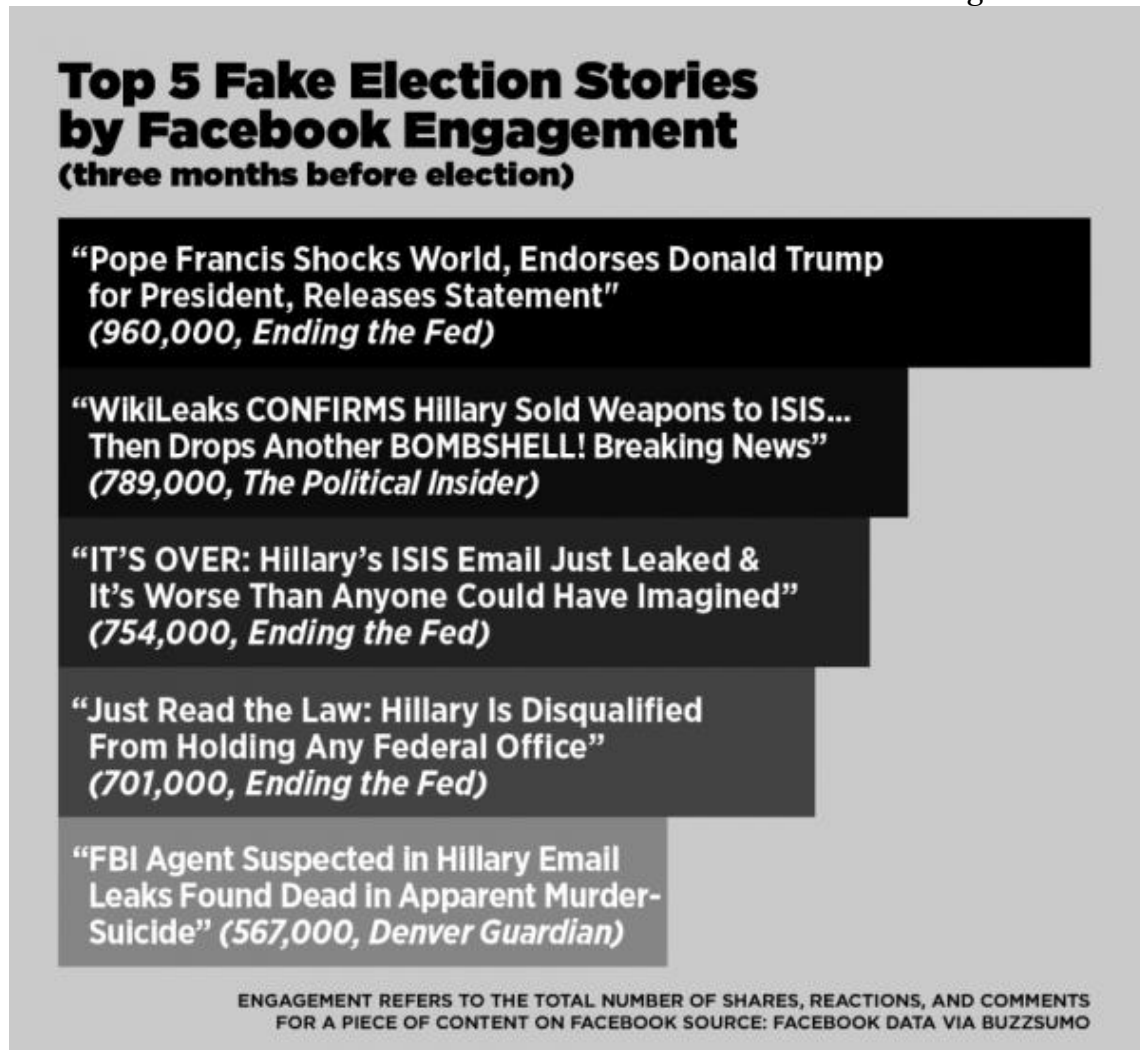 Top 5 Fake Election Stories
by Facebook Engagement
(three months before election)
“Pope Francis Shocks World, Endorses Donald Trump
for President, Releases Statement"
(960,000, Ending the Fed)
“WikiLeaks CONFIRMS Hillary Sold Weapons to ISIS...
Then Drops Another BOMBSHELL! Breaking News”
(789,000, The Political Insider)
“IT’S OVER: Hillary’s ISIS Email Just Leaked &
It’s Worse Than Anyone Could Have Imagined”
(754,000, Ending the Fed)
“Just Read the Law: Hillary Is Disqualified
From Holding Any Federal Office”
(701,000, Ending the Fed)
“FBI Agent Suspected in Hillary Email
Leaks Found Dead in Apparent Murder-
Suicide” (567,000, Denver Guardian)
ENGAGEMENT REFERS TO THE TOTAL NUMBER OF SHARES, REACTIONS, AND COMMENTS
FOR A PIECE OF CONTENT ON FACEBOOK SOURCE: FACEBOOK DATA VIA BUZZSUMO